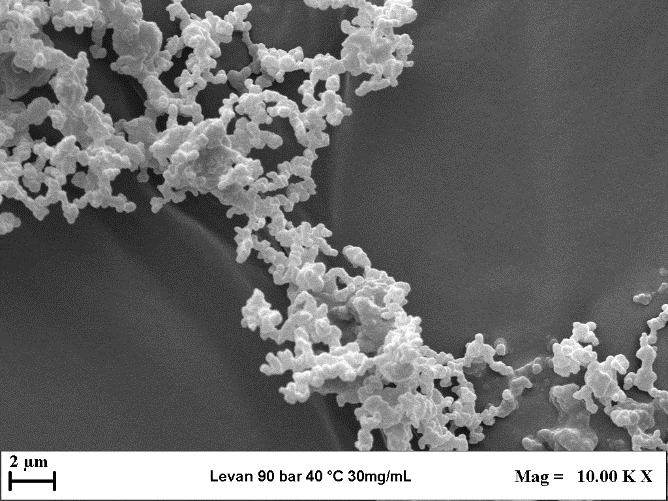 2 µm
Levan 90 bar 40 °C 30mg/mL
Mag = 10.00 K X